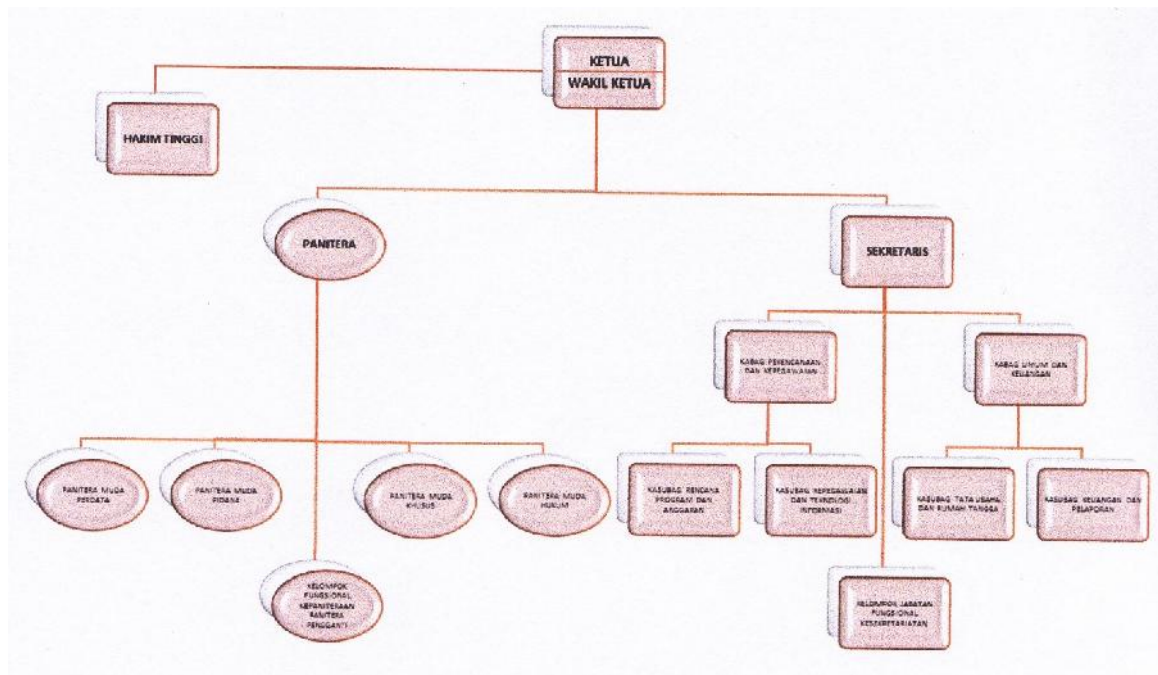 KETUA
WAKIL KETUA
HAKIM TINGGI
PANITERA
SEKRETARIS
KABAG PERENCANAAN
DAN KEPEGAWAIAN
KABAG UMUM DAN
KEUANGAN
PANITERA MUDA
PERDATA
PANITERA MUDA
PIDANA
PANITERA MUDA
KHUSUS
PANITERA MUDA
HUKUM
KASUBAG RENCANA
PROGRAM DAN
ANGGARAN
KASUBAG KEPEGAWAIAN
DAN TEKNOLOGI
INFORMASI
KASUBAG TATA USAHA
DAN RUMAH TANGGA
KASUBAG KEUANGAN DAN
PELAPORAN
KELOMPOK
FUNGSIONAL
KEPANITERAAN
PANITERA
PENGGANTI
KELOMPOK JABATAN
FUNGSIONAL
KESEKRETARIATAN